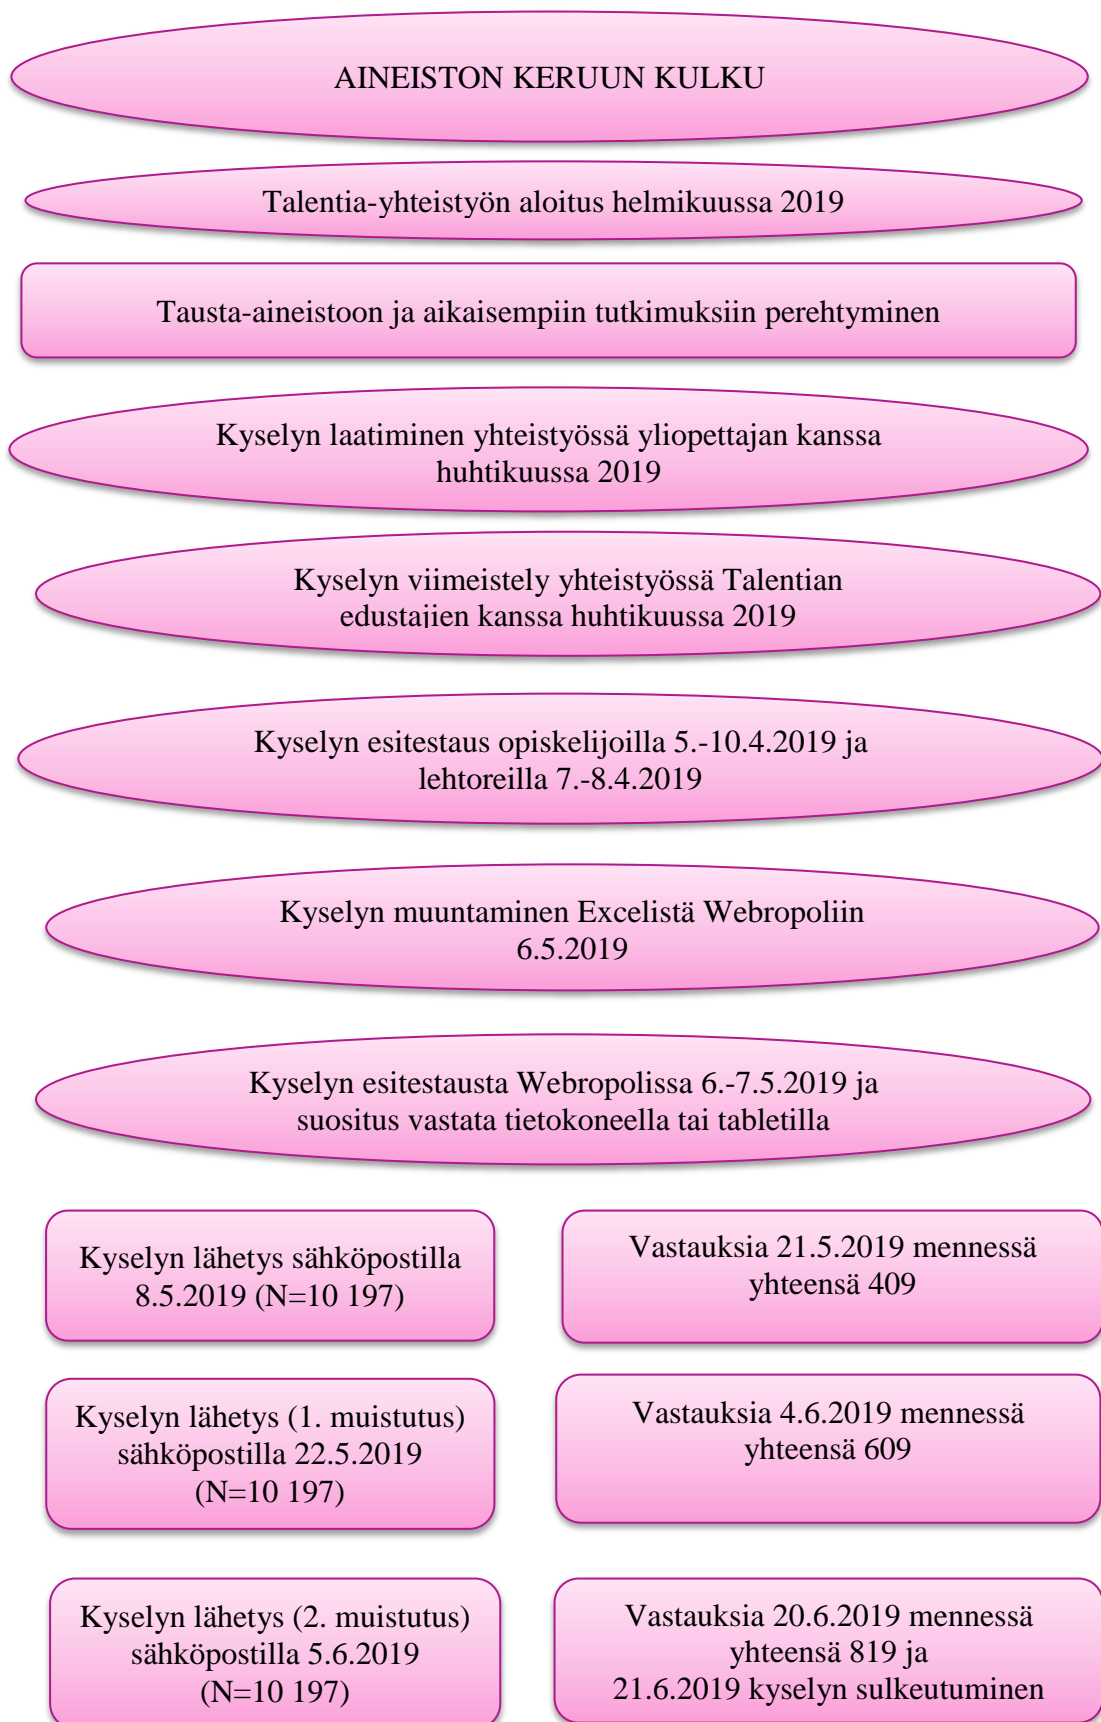 AINEISTON KERUUN KULKU
Talentia-yhteistyön aloitus helmikuussa 2019
Tausta-aineistoon ja aikaisempiin tutkimuksiin perehtyminen
Kyselyn laatiminen yhteistyössä yliopettajan kanssa
huhtikuussa 2019
Kyselyn viimeistely yhteistyössä Talentian
edustajien kanssa huhtikuussa 2019
Kyselyn esitestaus opiskelijoilla 5.-10.4.2019 ja
lehtoreilla 7.-8.4.2019
Kyselyn muuntaminen Excelistä Webropoliin
6.5.2019
Kyselyn esitestausta Webropolissa 6.-7.5.2019 ja
suositus vastata tietokoneella tai tabletilla
Kyselyn lähetys sähköpostilla
8.5.2019 (N=10 197)
Vastauksia 21.5.2019 mennessä
yhteensä 409
Kyselyn lähetys (1. muistutus)
sähköpostilla 22.5.2019
(N=10 197)
Vastauksia 4.6.2019 mennessä
yhteensä 609
Kyselyn lähetys (2. muistutus)
sähköpostilla 5.6.2019
(N=10 197)
Vastauksia 20.6.2019 mennessä
yhteensä 819 ja
21.6.2019 kyselyn sulkeutuminen